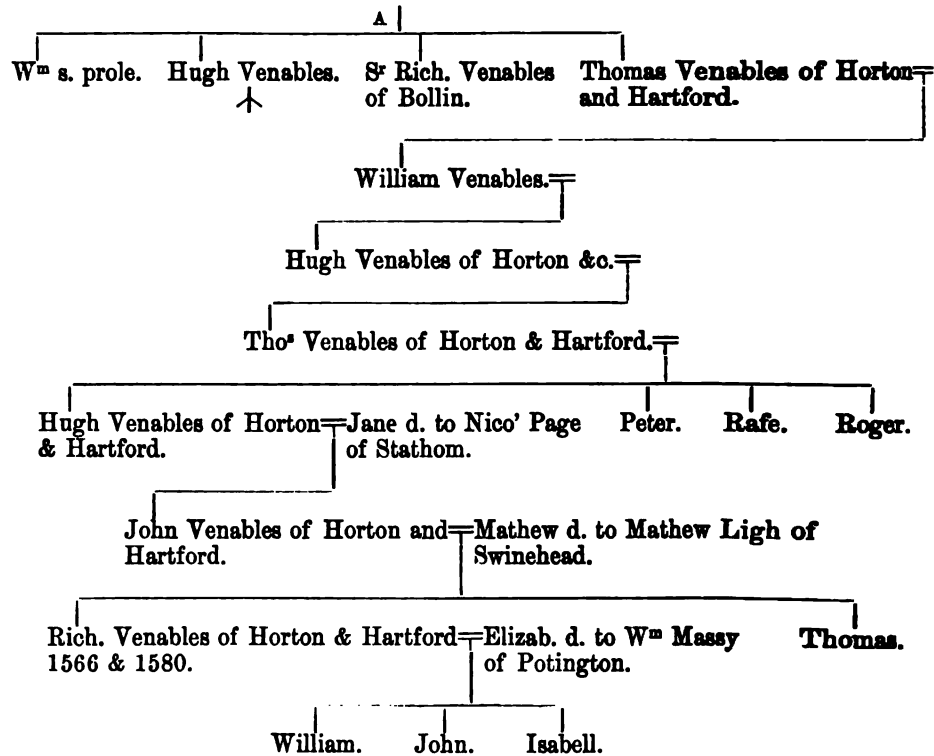 A
Wᵐ s. prole. Hugh Venables. Sʳ Rich. Venables Thomas Venables of Horton
of Bollin. and Hartford.
William Venables.
Hugh Venables of Horton &c.
Thoˢ Venables of Horton & Hartford.
Hugh Venables of Horton Jane d. to Nico' Page Peter. Rafe. Roger.
& Hartford. of Stathom.
John Venables of Horton and Mathew d. to Mathew Ligh of
Hartford. Swinehead.
Rich. Venables of Horton & Hartford Elizab. d. to Wᵐ Massy Thomas.
1566 & 1580. of Potington.
William. John. Isabell.